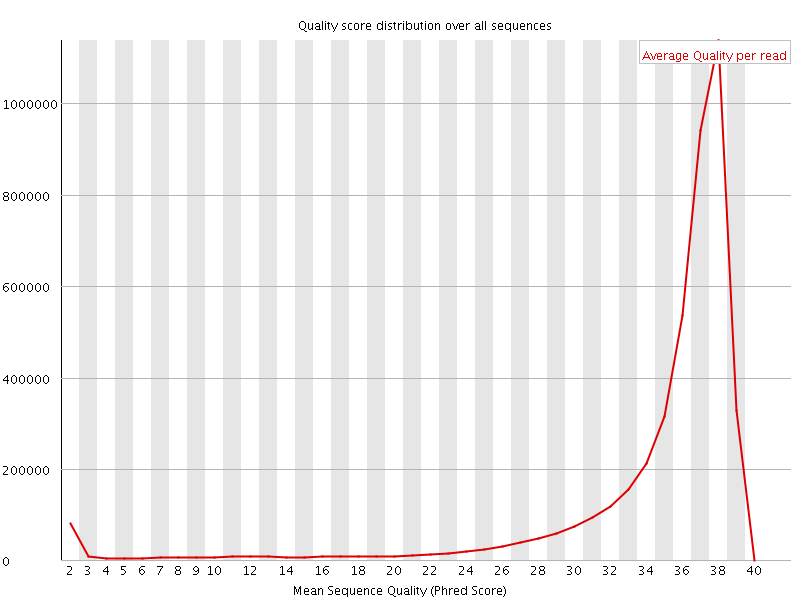 Quality score distribution over all sequences
Average Quality per read
1000000
800000
600000
400000
200000
0
2 3 4 5 6 7 8 9 10 12 14 16 18 20 22 24 26 28 30 32 34 36 38 40
Mean Sequence Quality (Phred Score)